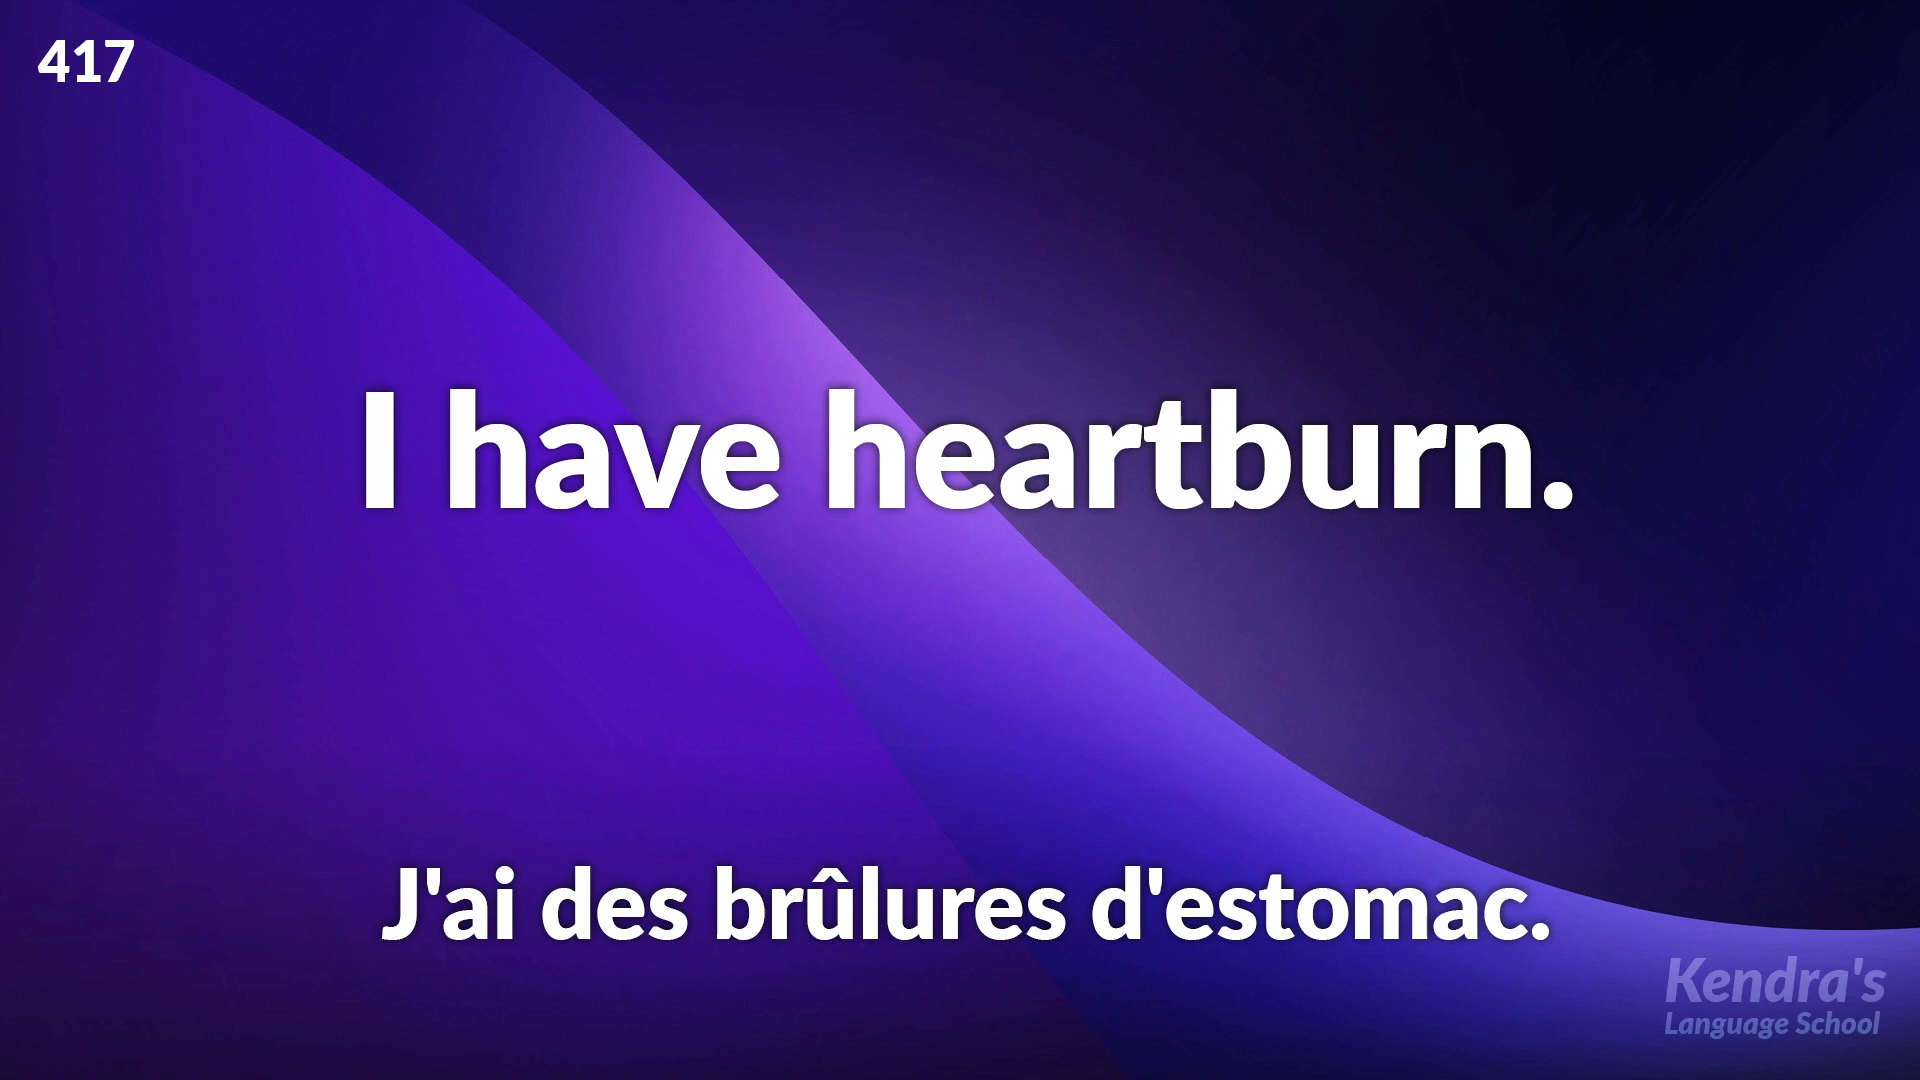 417
I have heartburn.
J'ai des brûlures d'estomac.
Kendra's
Language School